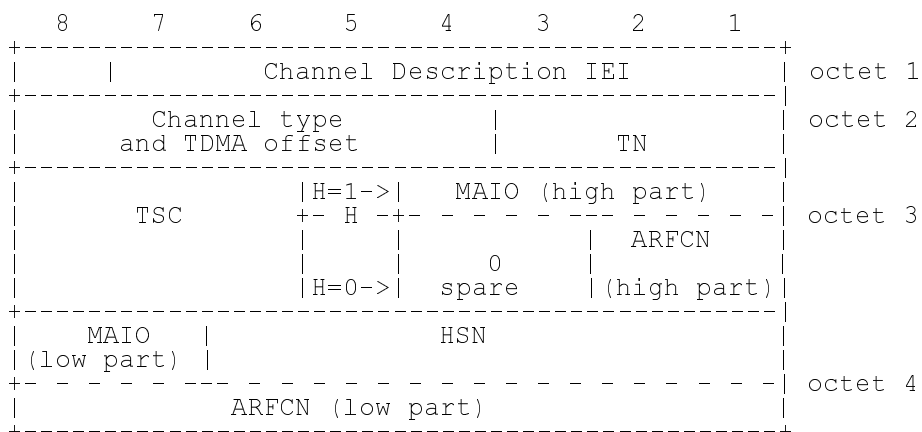 8 7 6 5 4 3 2 1
Channel Description IEI octet 1
Channel type octet 2
and TDMA offset TN
H=1-> MAIO (high part)
TSC H octet 3
ARFCN
0
H=0-> spare (high part)
MAIO HSN
(low part)
octet 4
ARFCN (low part)